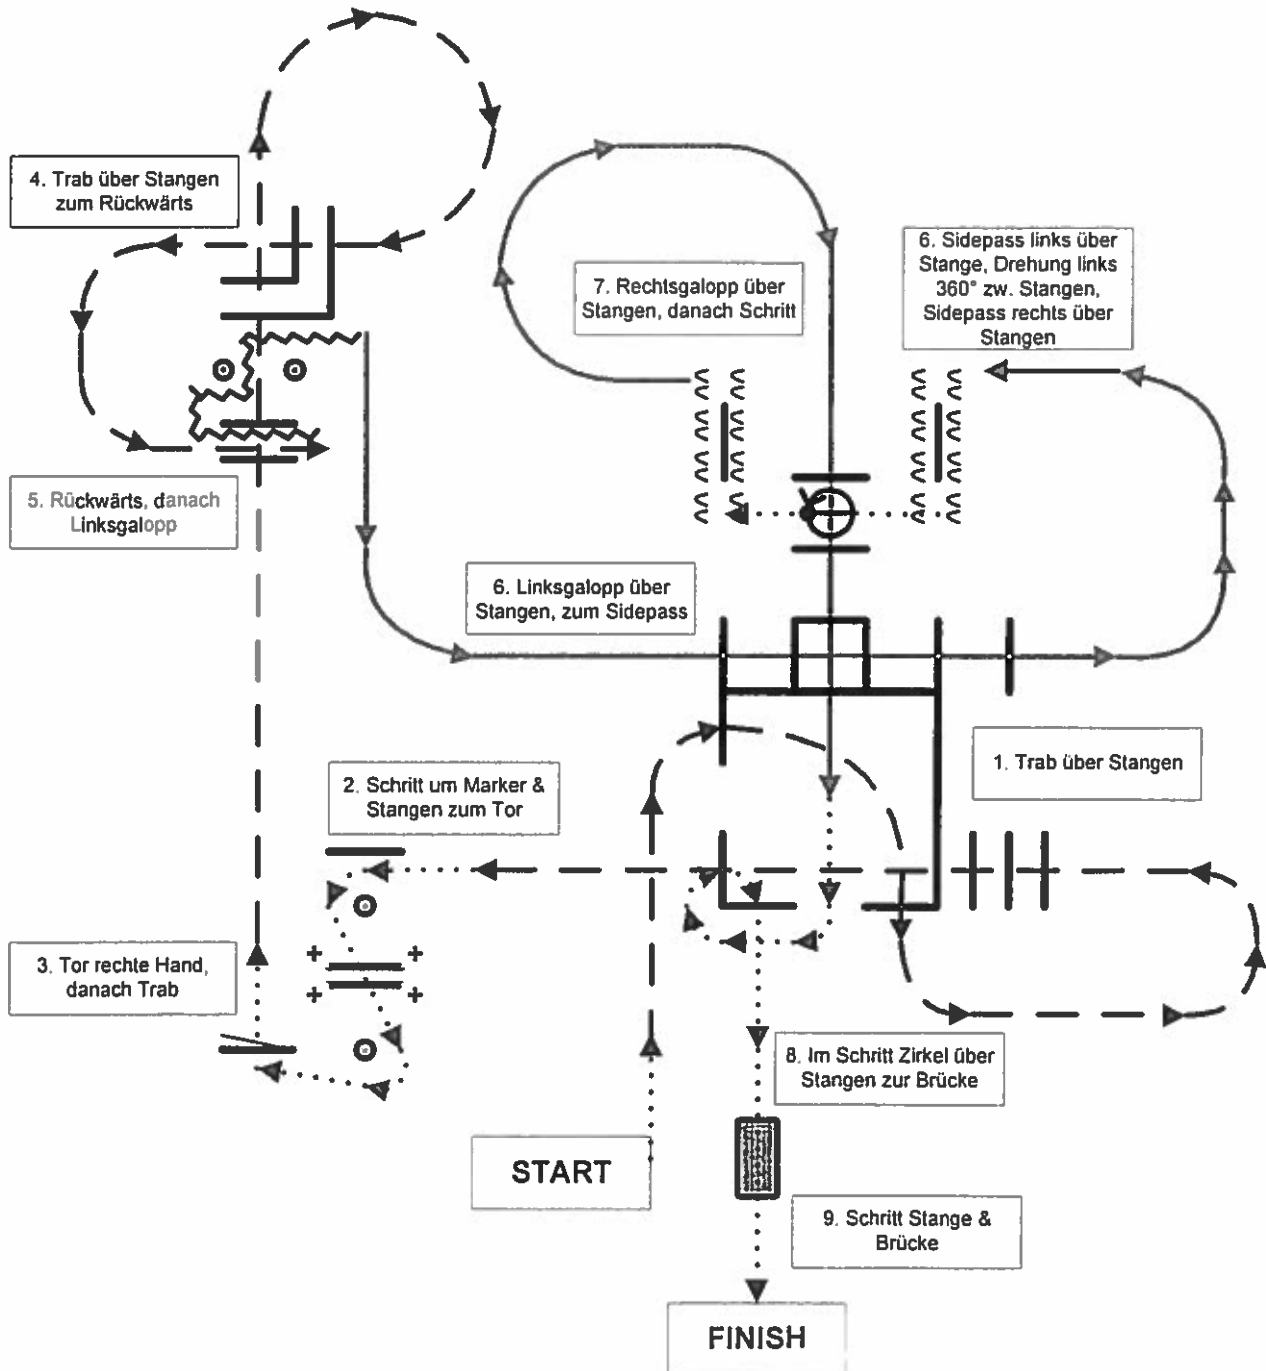 4. Trab über Stangen
zum Rückwärts
7. Rechtsgalopp über
Stangen, danach Schritt
6. Sidepass links über
Stange, Drehung links
360° zw. Stangen,
Sidepass rechts über
Stangen
5. Rückwärts, danach
Linksgalopp
6. Linksgalopp über
Stangen, zum Sidepass
1. Trab über Stangen
2. Schritt um Marker &
Stangen zum Tor
3. Tor rechte Hand,
danach Trab
8. Im Schritt Zirkel über
Stangen zur Brücke
START
9. Schritt Stange &
Brücke
FINISH